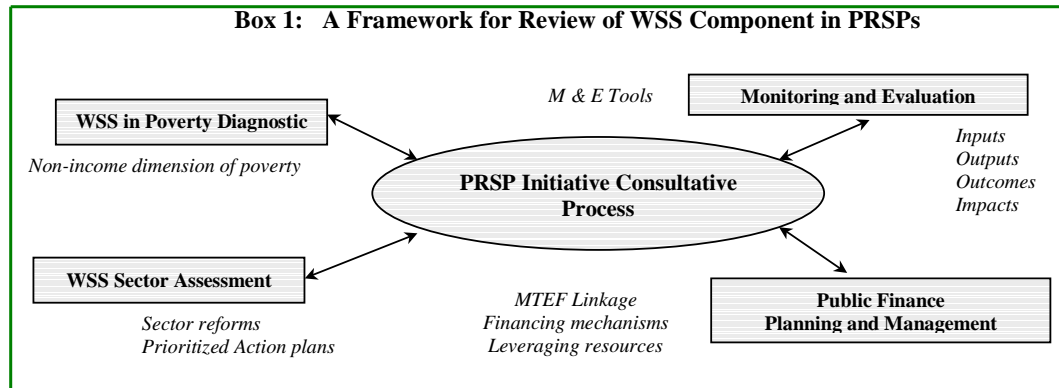 Box 1: A Framework for Review of WSS Component in PRSPs
M & E Tools
Monitoring and Evaluation
WSS in Poverty Diagnostic
Non-income dimension of poverty
Inputs
Outputs
Outcomes
Impacts
PRSP Initiative Consultative
Process
WSS Sector Assessment
Sector reforms
Prioritized Action plans
MTEF Linkage
Financing mechanisms
Leveraging resources
Public Finance
Planning and Management